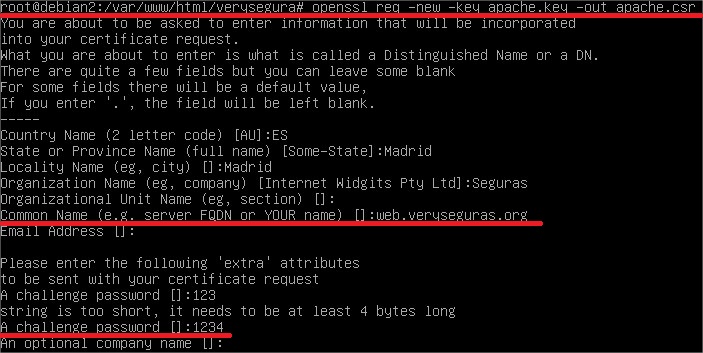 root@debian2:/var/www/html/verysegura# openssl req -new -key apache.key -out apache.csr
You are about to be asked to enter information that will be incorporated
into your certificate request.
What you are about to enter is what is called a Distinguished Name or a DN.
There are quite a few fields but you can leave some blank
For some fields there will be a default value,
If you enter '.', the field will be left blank.
-----
Country Name (2 letter code) [AU]:ES
State or Province Name (full name) [Some-State]:Madrid
Locality Name (eg, city) []:Madrid
Organization Name (eg, company) [Internet Widgits Pty Ltd]:Seguras
Organizational Unit Name (eg, section) []:
Common Name (e.g. server FQDN or YOUR name) []:web.veryseguras.org
Email Address []:
Please enter the following 'extra' attributes
to be sent with your certificate request
A challenge password []:123
string is too short, it needs to be at least 4 bytes long
A challenge password []:1234
An optional company name []: